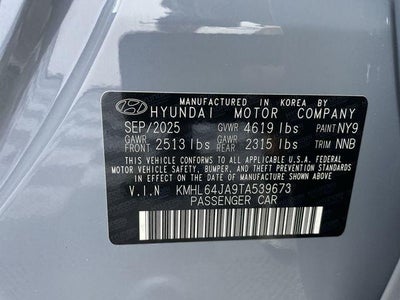 MANUFACTURED IN KOREA BY
HYUNDAI MOTOR COMPANY
SEP/2025 GVWR 4619 lbs PAINT NY9
GAWR FRONT 2513 lbs GAWR REAR 2315 lbs TRIM NNB
THIS VEHICLE CONFORMS TO ALL APPLICABLE U.S.A. FEDERAL
MOTOR VEHICLE SAFETY, BUMPER, AND THEFT PREVENTION
STANDARDS IN EFFECT ON THE DATE OF MANUFACTURE SHOWN ABOVE.
V.I.N KMHL64JA9TA539673
PASSENGER CAR